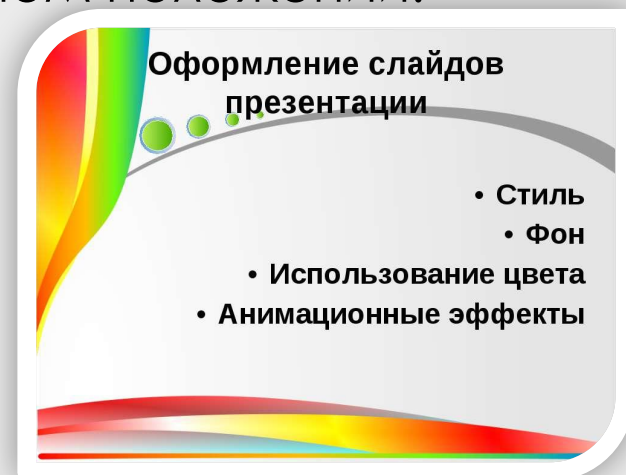 Оформление слайдов
презентации
• Стиль
• Фон
• Использование цвета
• Анимационные эффекты